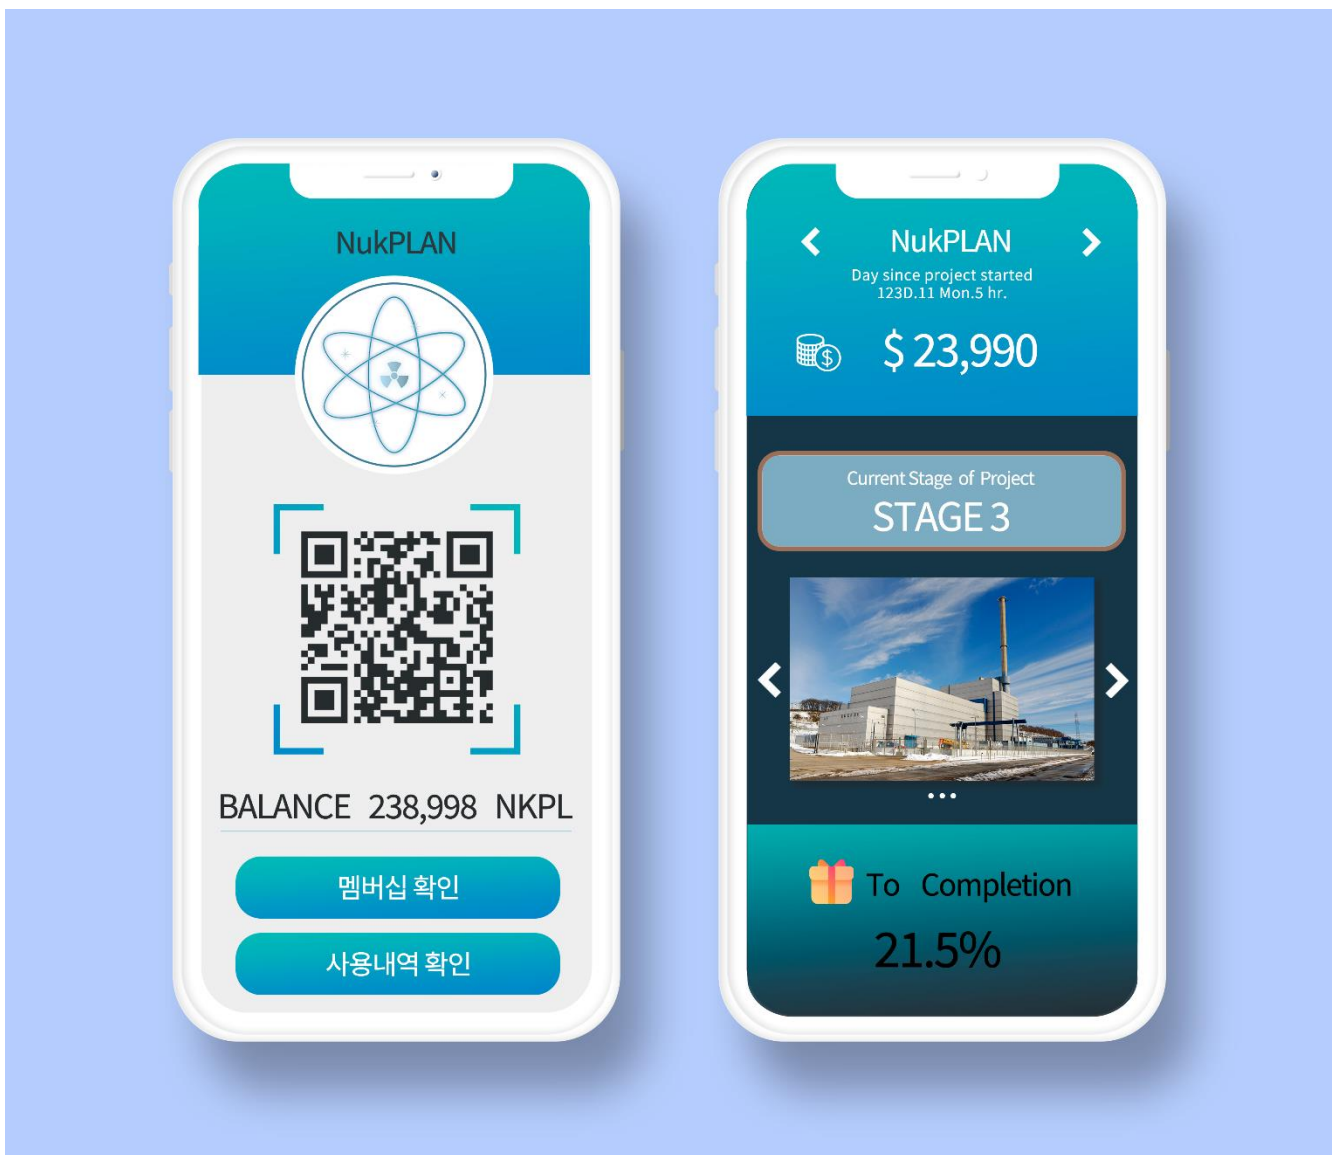 NukPLAN
BALANCE 238,998 NKPL
멤버십 확인
사용내역 확인
NukPLAN
Day since project started
123D.11 Mon.5 hr.
$ 23,990
Current Stage of Project
STAGE 3
To Completion
21.5%